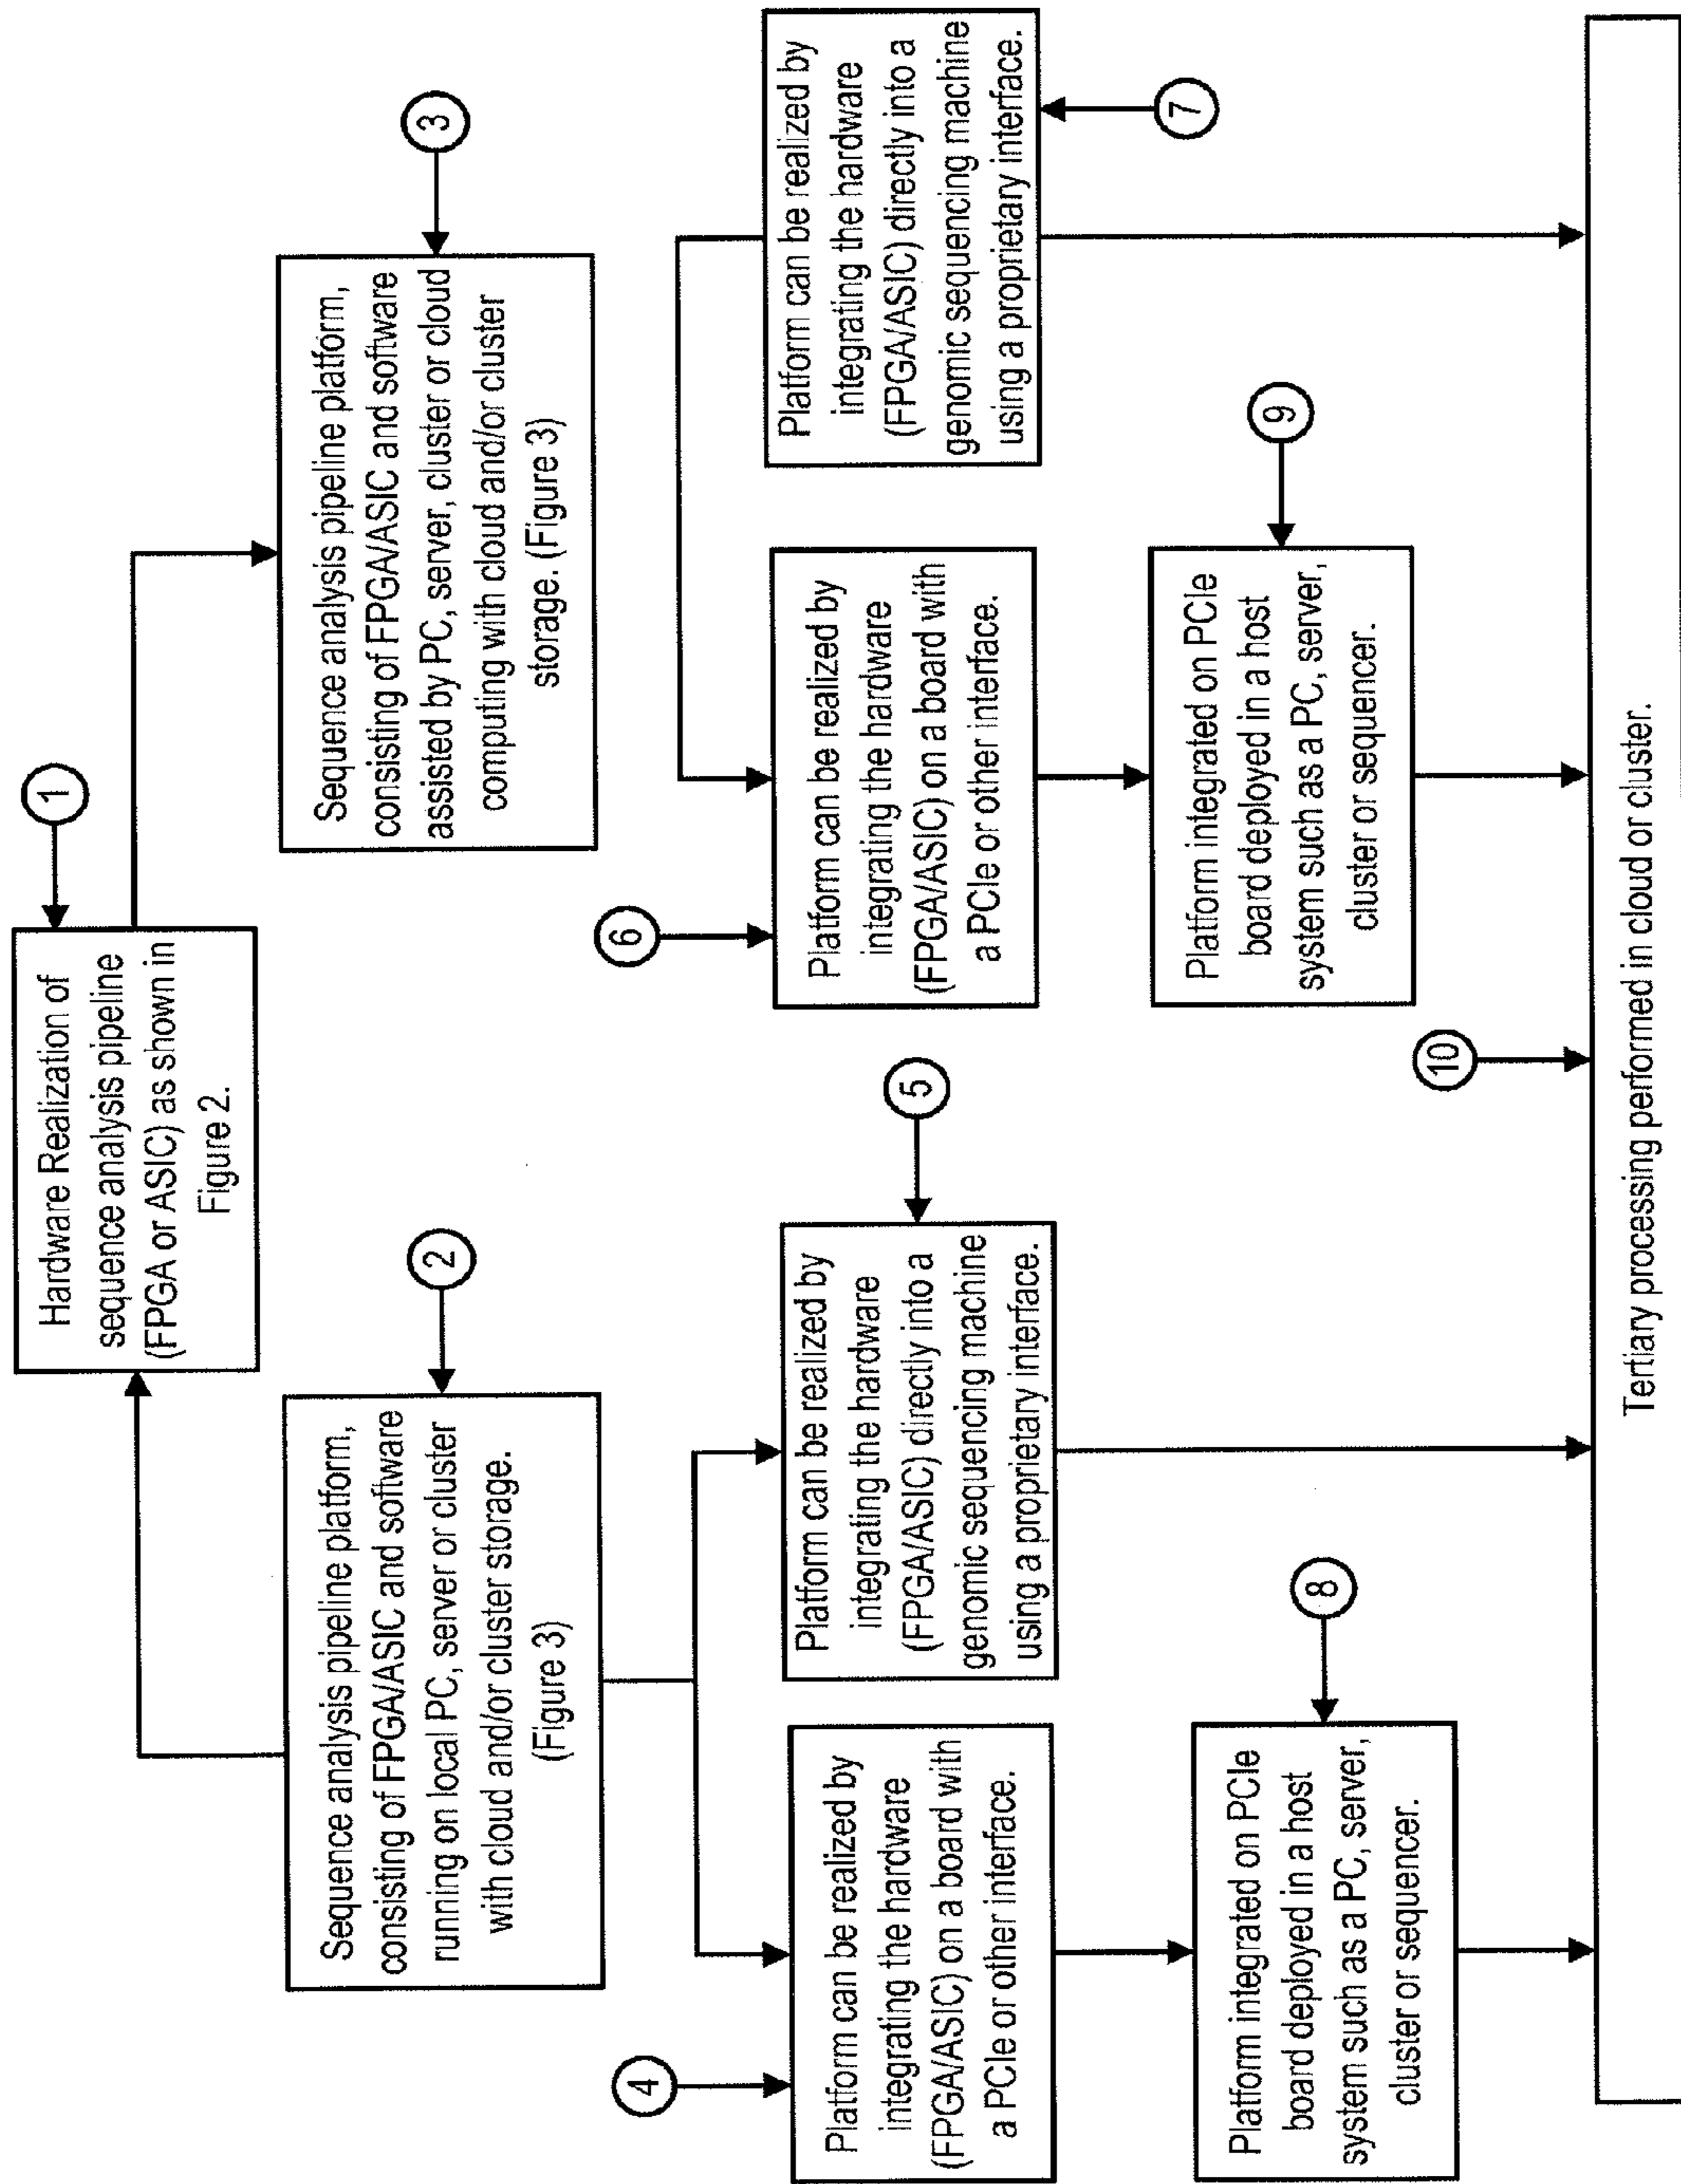 1
Hardware Realization of
sequence analysis pipeline
(FPGA or ASIC) as shown in
Figure 2.
2
Sequence analysis pipeline platform,
consisting of FPGA/ASIC and software
running on local PC, server or cluster
with cloud and/or cluster storage.
(Figure 3)
3
Sequence analysis pipeline platform,
consisting of FPGA/ASIC and software
assisted by PC, server, cluster or cloud
computing with cloud and/or cluster
storage. (Figure 3)
4
Platform can be realized by
integrating the hardware
(FPGA/ASIC) on a board with
a PCIe or other interface.
5
Platform can be realized by
integrating the hardware
(FPGA/ASIC) directly into a
genomic sequencing machine
using a proprietary interface.
6
Platform can be realized by
integrating the hardware
(FPGA/ASIC) on a board with
a PCIe or other interface.
7
Platform can be realized by
integrating the hardware
(FPGA/ASIC) directly into a
genomic sequencing machine
using a proprietary interface.
8
Platform integrated on PCIe
board deployed in a host
system such as a PC, server,
cluster or sequencer.
9
Platform integrated on PCIe
board deployed in a host
system such as a PC, server,
cluster or sequencer.
10
Tertiary processing performed in cloud or cluster.